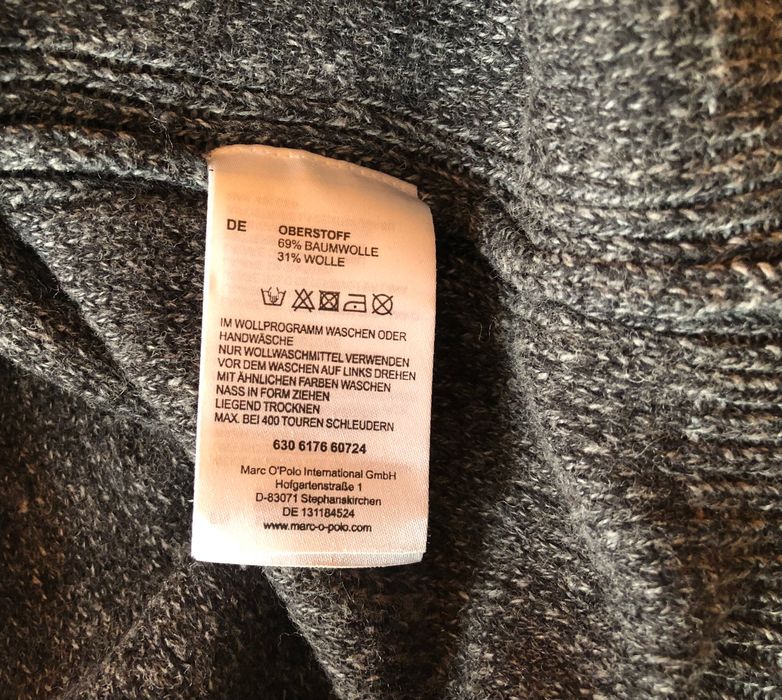 DE OBERSTOFF
69% BAUMWOLLE
31% WOLLE
IM WOLLPROGRAMM WASCHEN ODER
HANDWÄSCHE
NUR WOLLWASCHMITTEL VERWENDEN
VOR DEM WASCHEN AUF LINKS DREHEN
MIT ÄHNLICHEN FARBEN WASCHEN
NASS IN FORM ZIEHEN
LIEGEND TROCKNEN
MAX. BEI 400 TOUREN SCHLEUDERN
630 6176 60724
Marc O'Polo International GmbH
Hofgartenstraße 1
D-83071 Stephanskirchen
DE 131184524
www.marc-o-polo.com